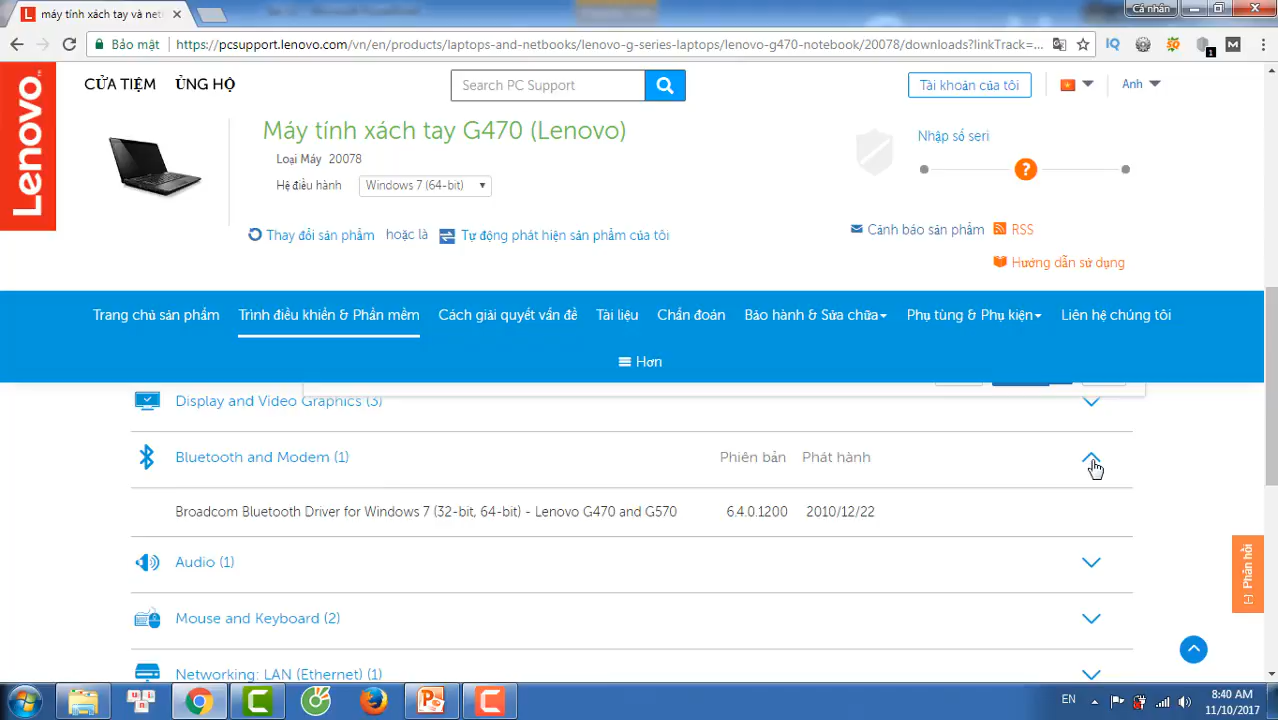 máy tính xách tay và net
Cá nhân
Bảo mật
https://pcsupport.lenovo.com/vn/en/products/laptops-and-netbooks/lenovo-g-series-laptops/lenovo-g470-notebook/20078/downloads?linkTrack=...
Lenovo
CỬA TIỆM
ỦNG HỘ
Search PC Support
Tài khoản của tôi
Anh
Máy tính xách tay G470 (Lenovo)
Loại Máy 20078
Hệ điều hành
Windows 7 (64-bit)
Nhập số seri
?
Thay đổi sản phẩm hoặc là Tự động phát hiện sản phẩm của tôi
Cảnh báo sản phẩm RSS
Hướng dẫn sử dụng
Trang chủ sản phẩm Trình điều khiển & Phần mềm Cách giải quyết vấn đề Tài liệu Chẩn đoán Bảo hành & Sửa chữa Phụ tùng & Phụ kiện Liên hệ chúng tôi
Hơn
Display and Video Graphics (3)
Bluetooth and Modem (1) Phiên bản Phát hành
Broadcom Bluetooth Driver for Windows 7 (32-bit, 64-bit) - Lenovo G470 and G570 6.4.0.1200 2010/12/22
Audio (1)
Mouse and Keyboard (2)
Networking: LAN (Ethernet) (1)
[-] Phản hồi
EN
8:40 AM
11/10/2017